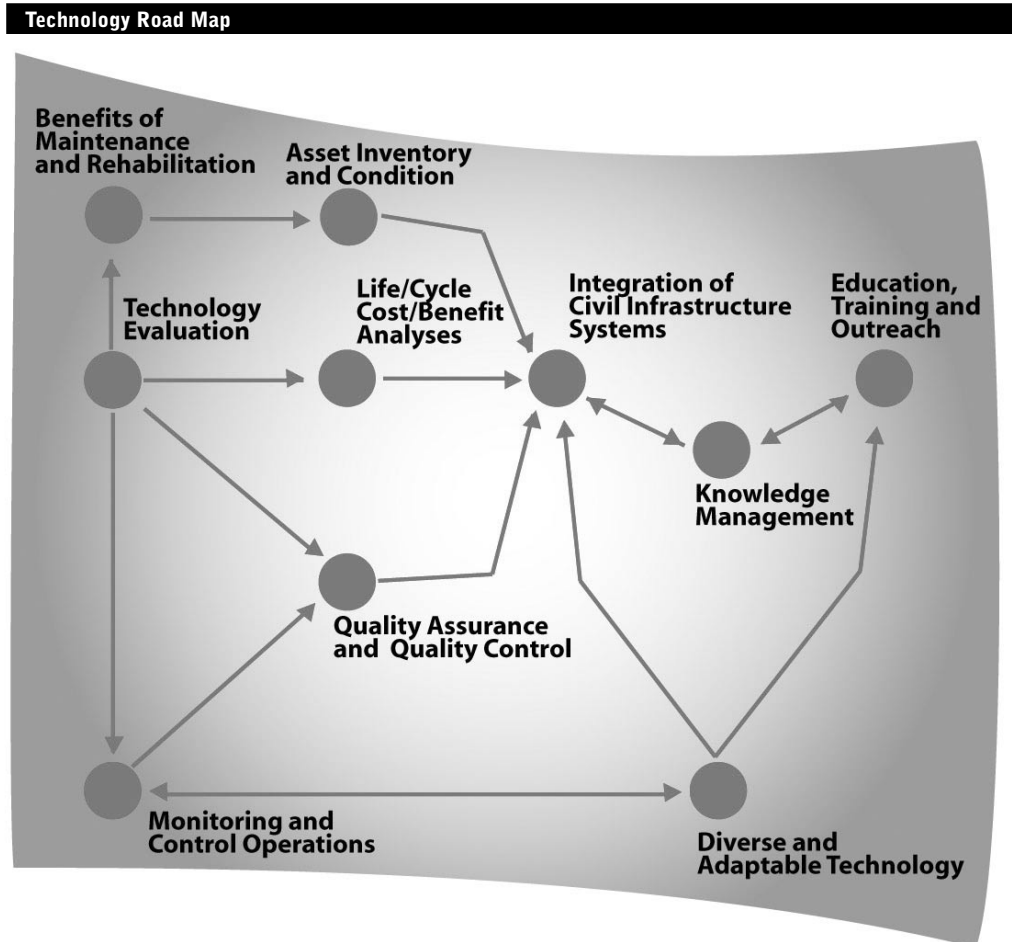 Technology Road Map
Benefits of
Maintenance
and Rehabilitation
Asset Inventory
and Condition
Technology
Evaluation
Life/Cycle
Cost/Benefit
Analyses
Integration of
Civil Infrastructure
Systems
Education,
Training and
Outreach
Knowledge
Management
Quality Assurance
and Quality Control
Monitoring and
Control Operations
Diverse and
Adaptable Technology